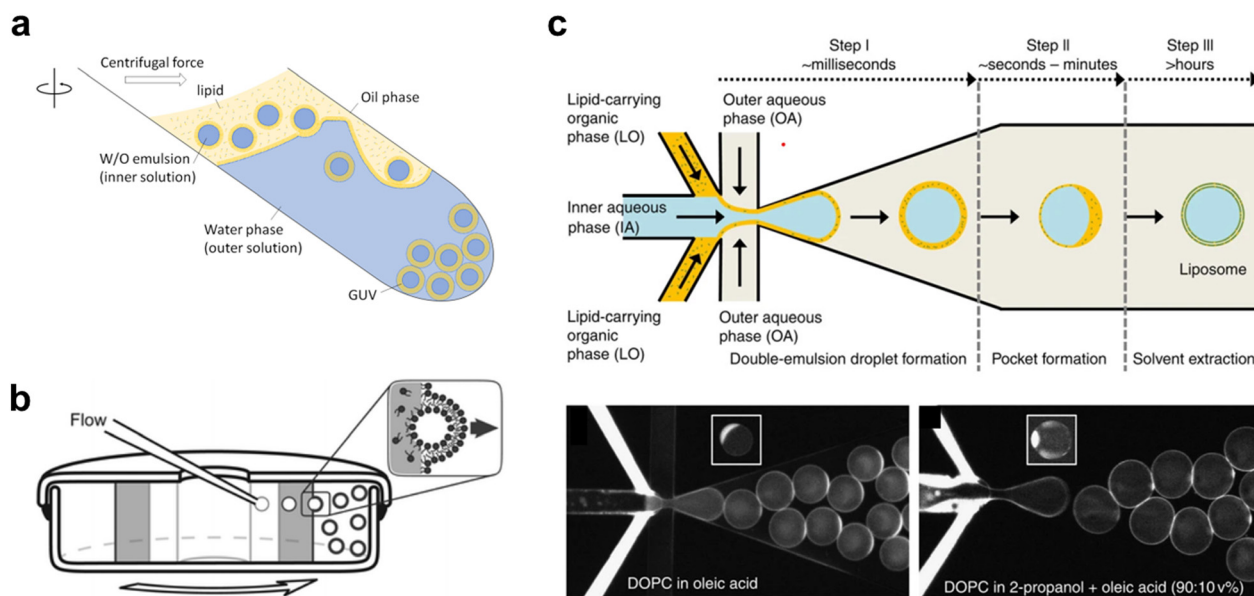 a
Centrifugal force
lipid
Oil phase
W/O emulsion
(inner solution)
Water phase
(outer solution)
GUV
b
Flow
c
Step I
~milliseconds
Step II
~seconds – minutes
Step III
>hours
Lipid-carrying
organic
phase (LO)
Outer aqueous
phase (OA)
Inner aqueous
phase (IA)
Liposome
Lipid-carrying
organic
phase (LO)
Outer aqueous
phase (OA)
Double-emulsion droplet formation
Pocket formation
Solvent extraction
DOPC in oleic acid
DOPC in 2-propanol + oleic acid (90:10 v%)